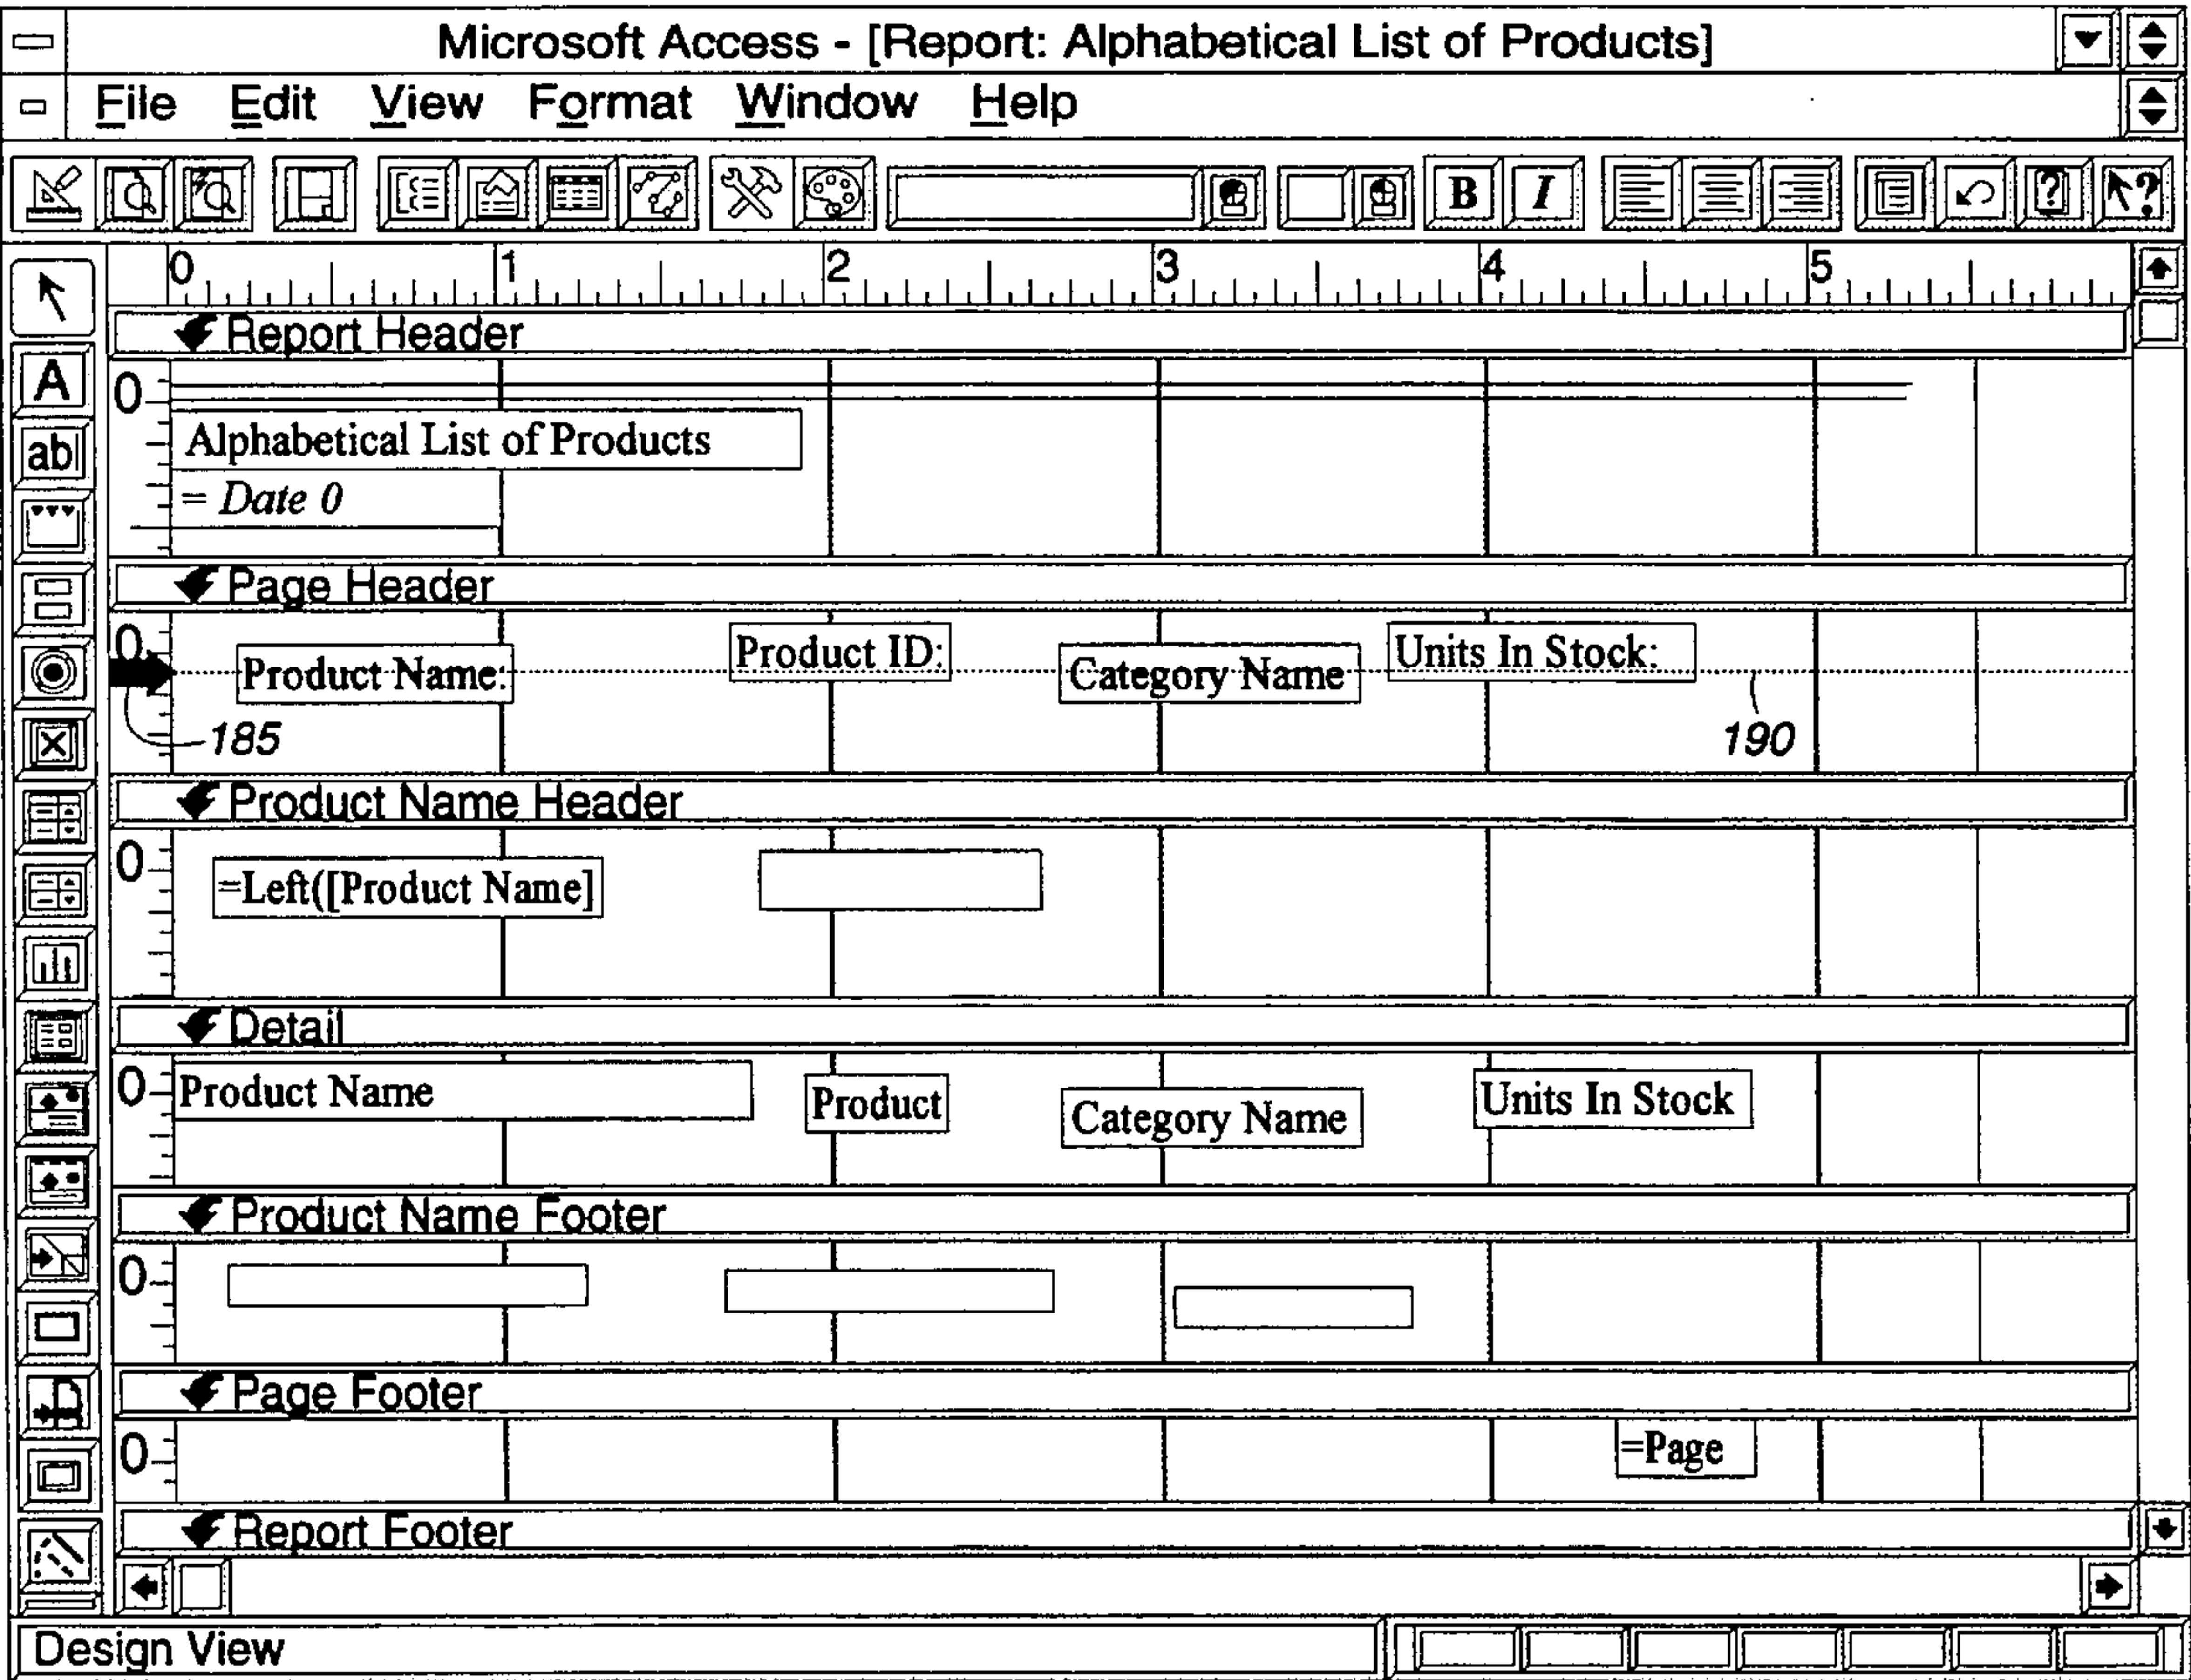 Microsoft Access - [Report: Alphabetical List of Products]
File Edit View Format Window Help
B I ? ?
0 1 2 3 4 5
Report Header
A
0
Alphabetical List of Products
ab
= Date 0
Page Header
0
Product Name: Product ID: Category Name Units In Stock:
185 190
Product Name Header
0
=Left([Product Name]
Detail
0
Product Name Product Category Name Units In Stock
Product Name Footer
0
Page Footer
0
=Page
Report Footer
Design View